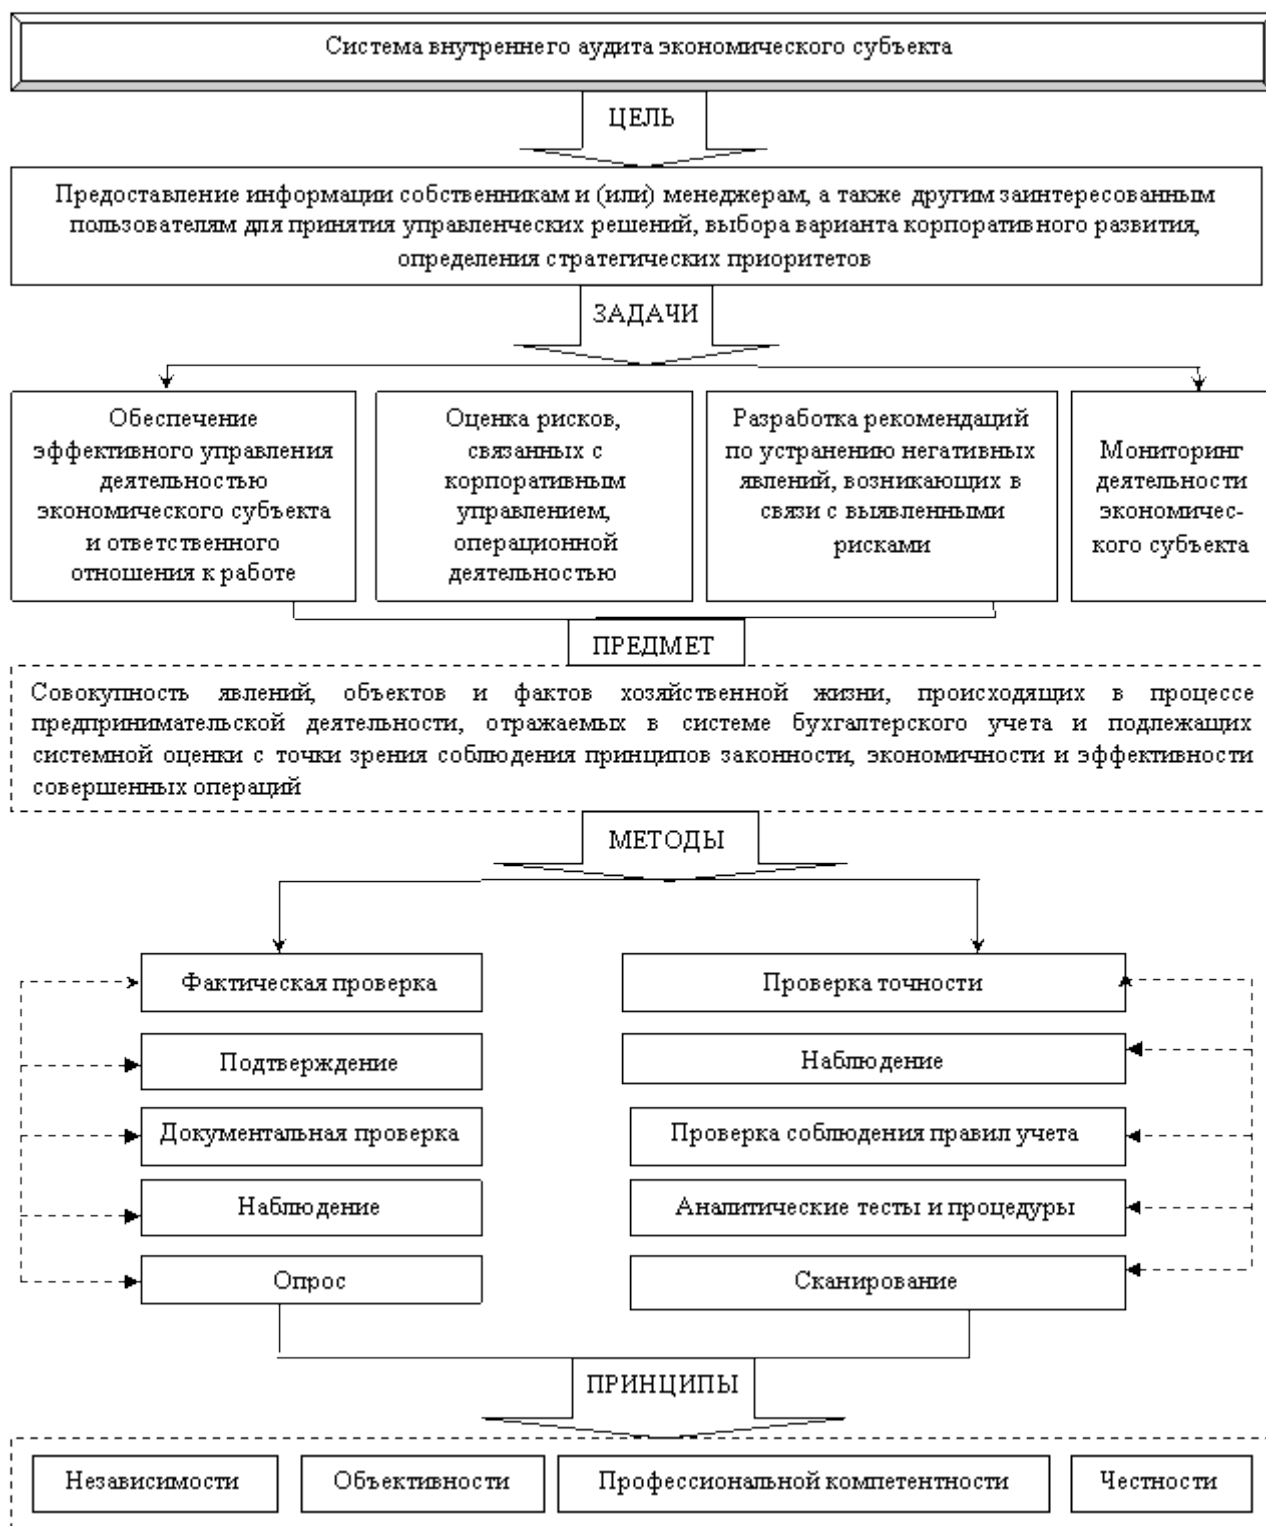 Система внутреннего аудита экономического субъекта
ЦЕЛЬ
Предоставление информации собственникам и (или) менеджерам, а также другим заинтересованным
пользователям для принятия управленческих решений, выбора варианта корпоративного развития,
определения стратегических приоритетов
ЗАДАЧИ
Обеспечение
эффективного управления
деятельностью
экономического субъекта
и ответственного
отношения к работе
Оценка рисков,
связанных с
корпоративным
управлением,
операционной
деятельностью
Разработка рекомендаций
по устранению негативных
явлений, возникающих в
связи с выявленными
рисками
Мониторинг
деятельности
экономичес-
кого субъекта
ПРЕДМЕТ
Совокупность явлений, объектов и фактов хозяйственной жизни, происходящих в процессе
предпринимательской деятельности, отражаемых в системе бухгалтерского учета и подлежащих
системной оценки с точки зрения соблюдения принципов законности, экономичности и эффективности
совершенных операций
МЕТОДЫ
Фактическая проверка
Подтверждение
Документальная проверка
Наблюдение
Опрос
Проверка точности
Наблюдение
Проверка соблюдения правил учета
Аналитические тесты и процедуры
Сканирование
ПРИНЦИПЫ
Независимости
Объективности
Профессиональной компетентности
Честности